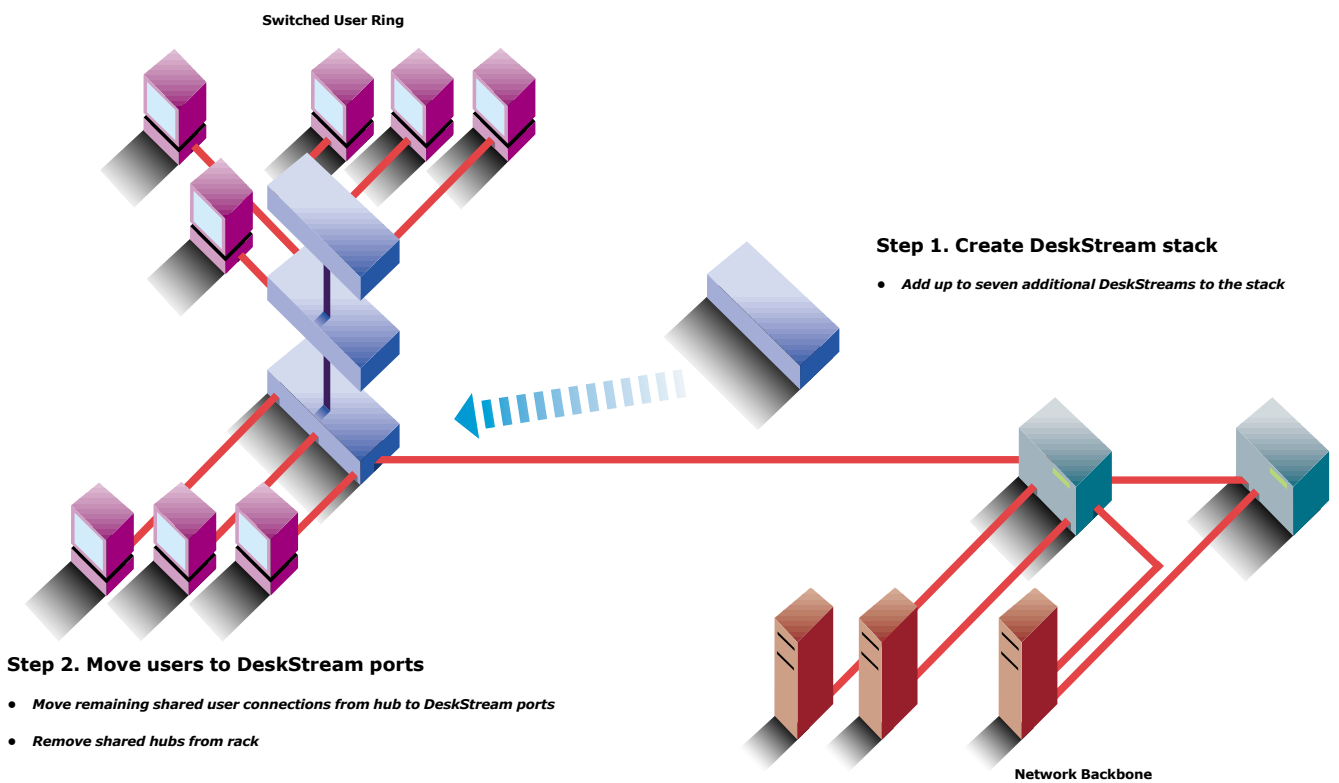 Switched User Ring
Step 1. Create DeskStream stack
• Add up to seven additional DeskStreams to the stack
Step 2. Move users to DeskStream ports
• Move remaining shared user connections from hub to DeskStream ports
• Remove shared hubs from rack
Network Backbone